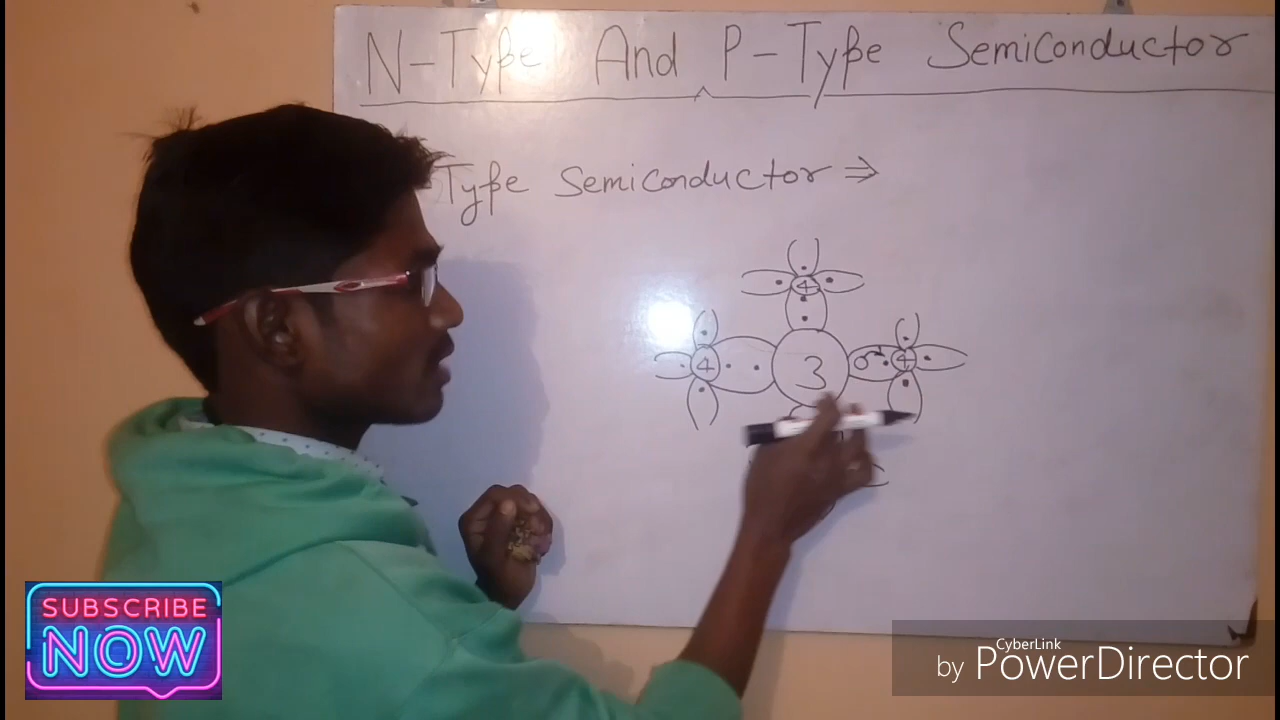 N-Type And P-Type Semiconductor
Type Semiconductor ⇒
4
4
3
4
SUBSCRIBE
NOW
CyberLink
by PowerDirector